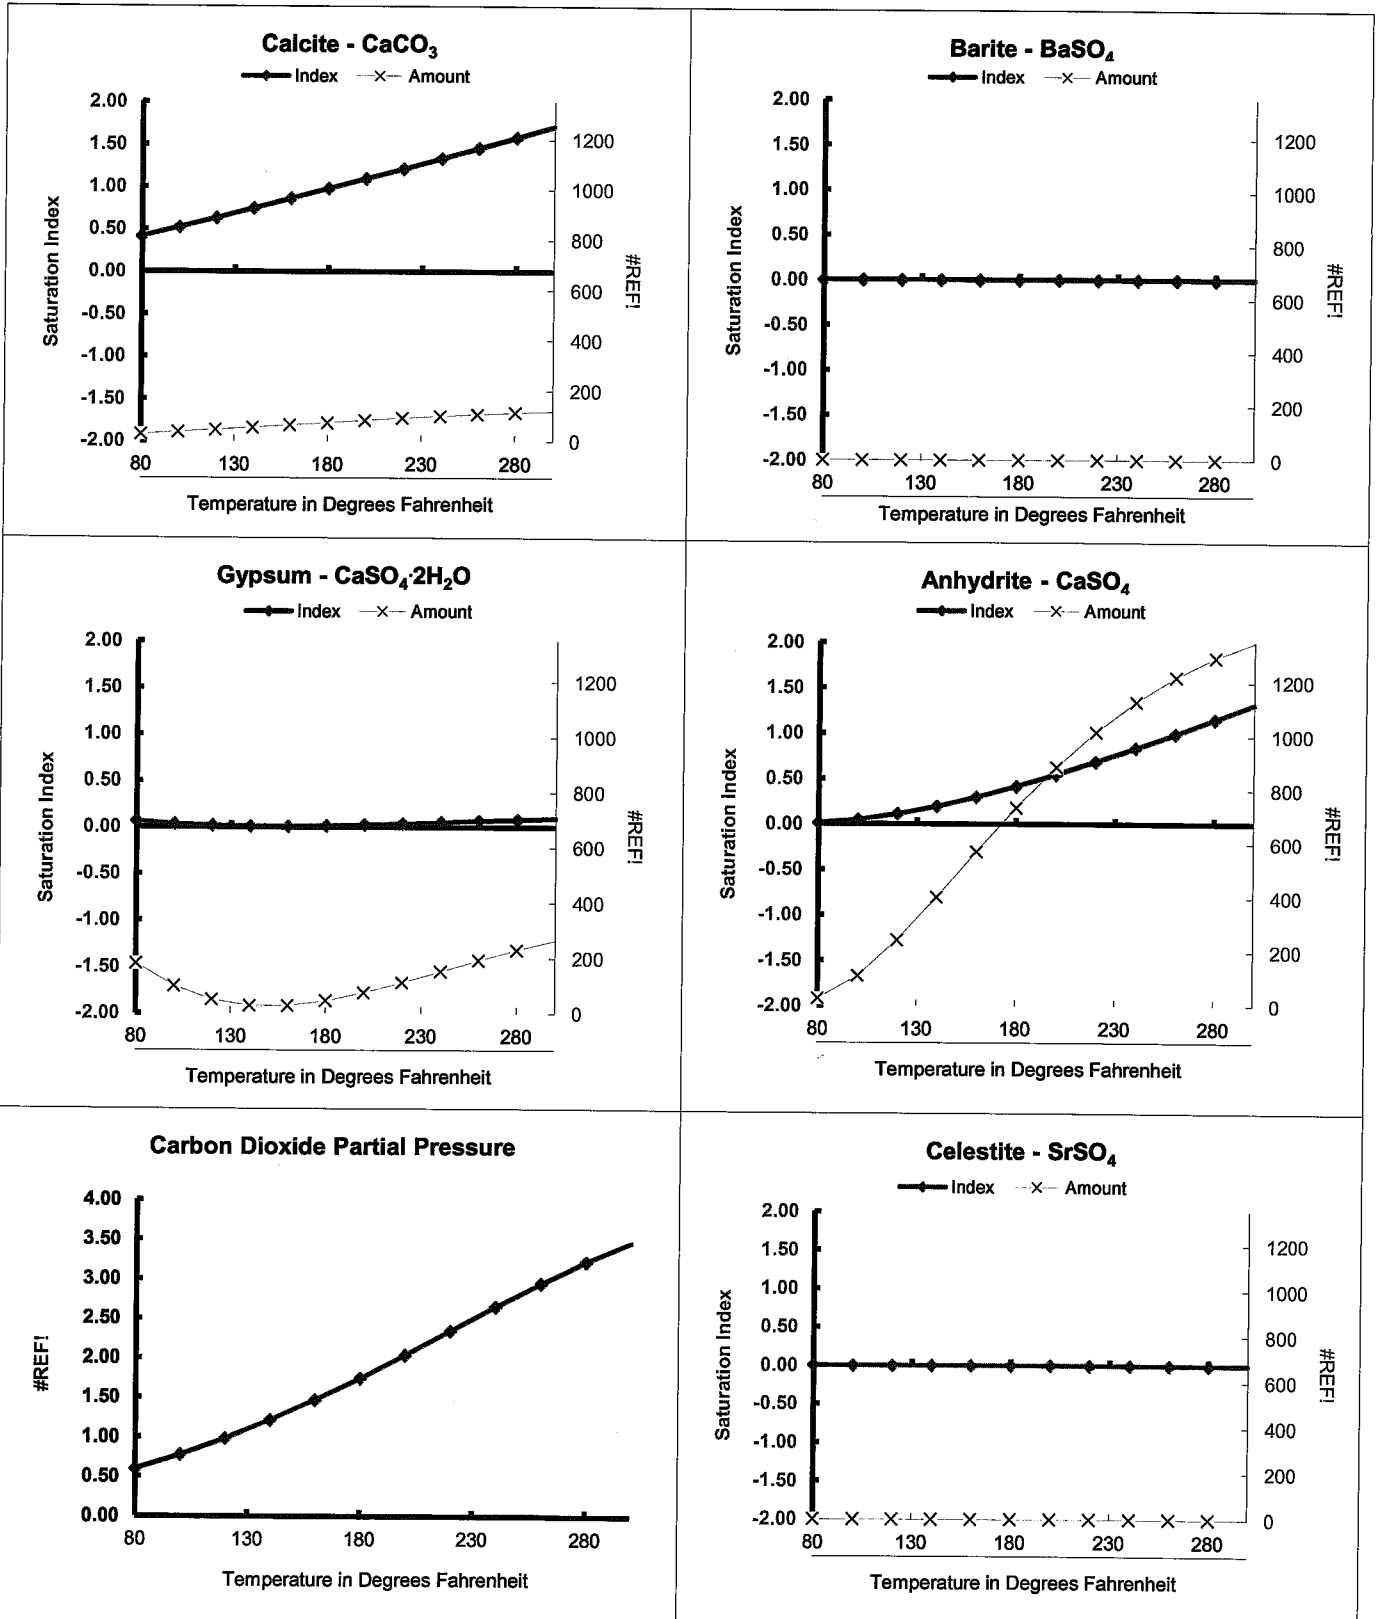 Calcite - CaCO3
Index Amount
2.00
1.50
1.00
0.50
0.00
-0.50
-1.00
-1.50
-2.00
Saturation Index
1200
1000
800
600
400
200
0
#REF!
80 130 180 230 280
Temperature in Degrees Fahrenheit
Barite - BaSO4
Index Amount
2.00
1.50
1.00
0.50
0.00
-0.50
-1.00
-1.50
-2.00
Saturation Index
1200
1000
800
600
400
200
0
#REF!
80 130 180 230 280
Temperature in Degrees Fahrenheit
Gypsum - CaSO4·2H2O
Index Amount
2.00
1.50
1.00
0.50
0.00
-0.50
-1.00
-1.50
-2.00
Saturation Index
1200
1000
800
600
400
200
0
#REF!
80 130 180 230 280
Temperature in Degrees Fahrenheit
Anhydrite - CaSO4
Index Amount
2.00
1.50
1.00
0.50
0.00
-0.50
-1.00
-1.50
-2.00
Saturation Index
1200
1000
800
600
400
200
0
#REF!
80 130 180 230 280
Temperature in Degrees Fahrenheit
Carbon Dioxide Partial Pressure
4.00
3.50
3.00
2.50
2.00
1.50
1.00
0.50
0.00
#REF!
80 130 180 230 280
Temperature in Degrees Fahrenheit
Celestite - SrSO4
Index Amount
2.00
1.50
1.00
0.50
0.00
-0.50
-1.00
-1.50
-2.00
Saturation Index
1200
1000
800
600
400
200
0
#REF!
80 130 180 230 280
Temperature in Degrees Fahrenheit